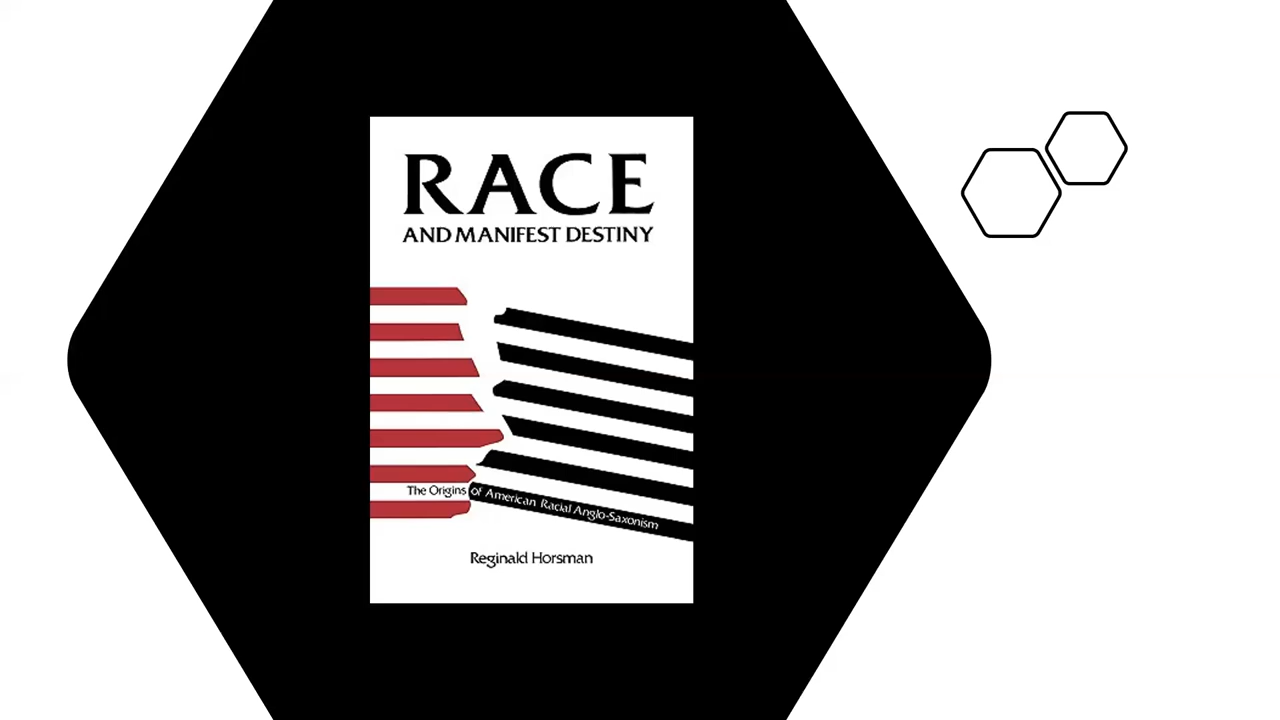 RACE
AND MANIFEST DESTINY
The Origins of American Racial Anglo-Saxonism
Reginald Horsman